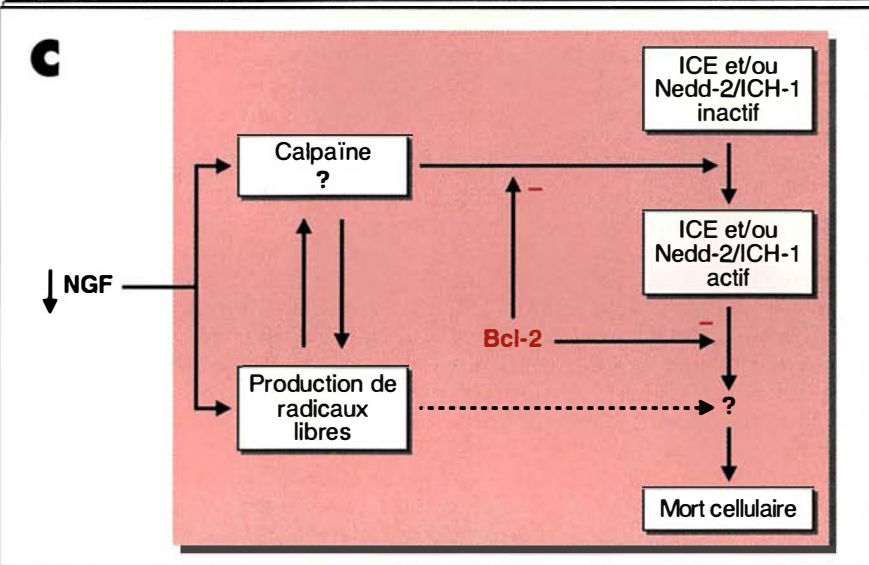 C
ICE et/ou
Nedd-2/ICH-1
inactif
Calpaïne
?
ICE et/ou
Nedd-2/ICH-1
actif
NGF
–
Bcl-2
–
Production de
radicaux
libres
?
Mort cellulaire